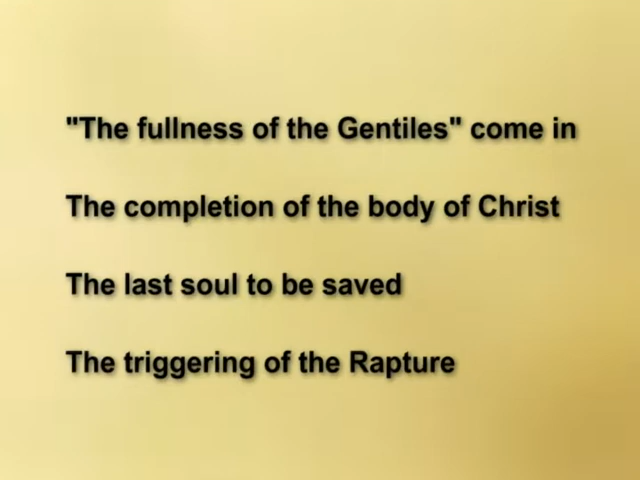 "The fullness of the Gentiles" come in
The completion of the body of Christ
The last soul to be saved
The triggering of the Rapture